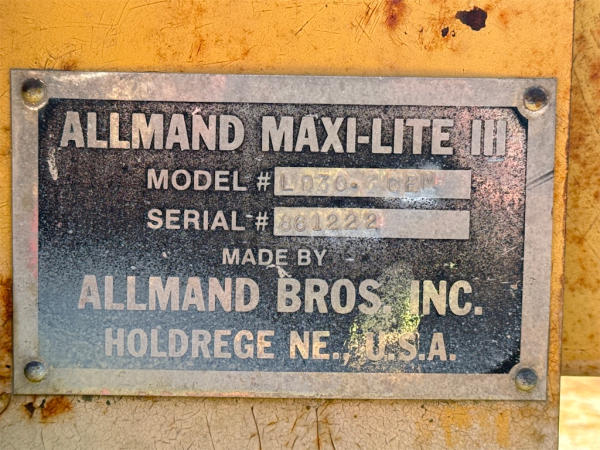 ALLMAND MAXI-LITE III
MODEL #
SERIAL # 861222
MADE BY
ALLMAND BROS. INC.
HOLDREGE NE., U.S.A.